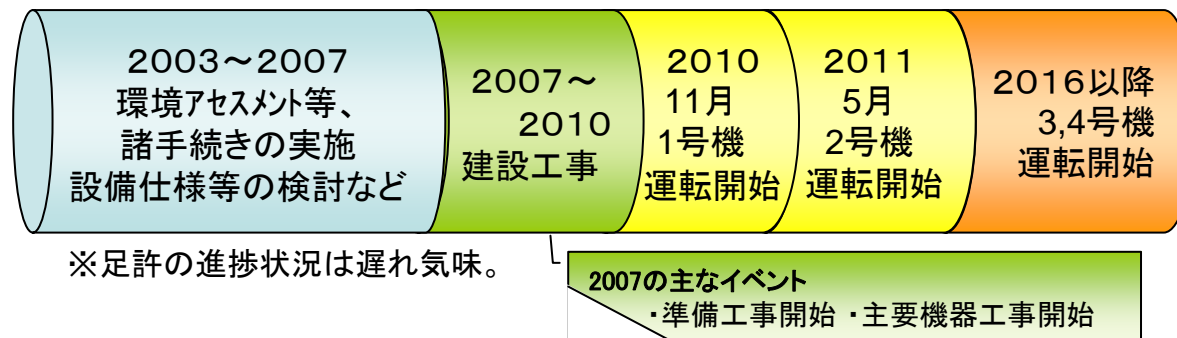 2003~2007
環境アセスメント等、
諸手続きの実施
設備仕様等の検討など
2007~
2010
建設工事
2010
11月
1号機
運転開始
2011
5月
2号機
運転開始
2016以降
3,4号機
運転開始
※足許の進捗状況は遅れ気味。
2007の主なイベント
・準備工事開始 ・主要機器工事開始